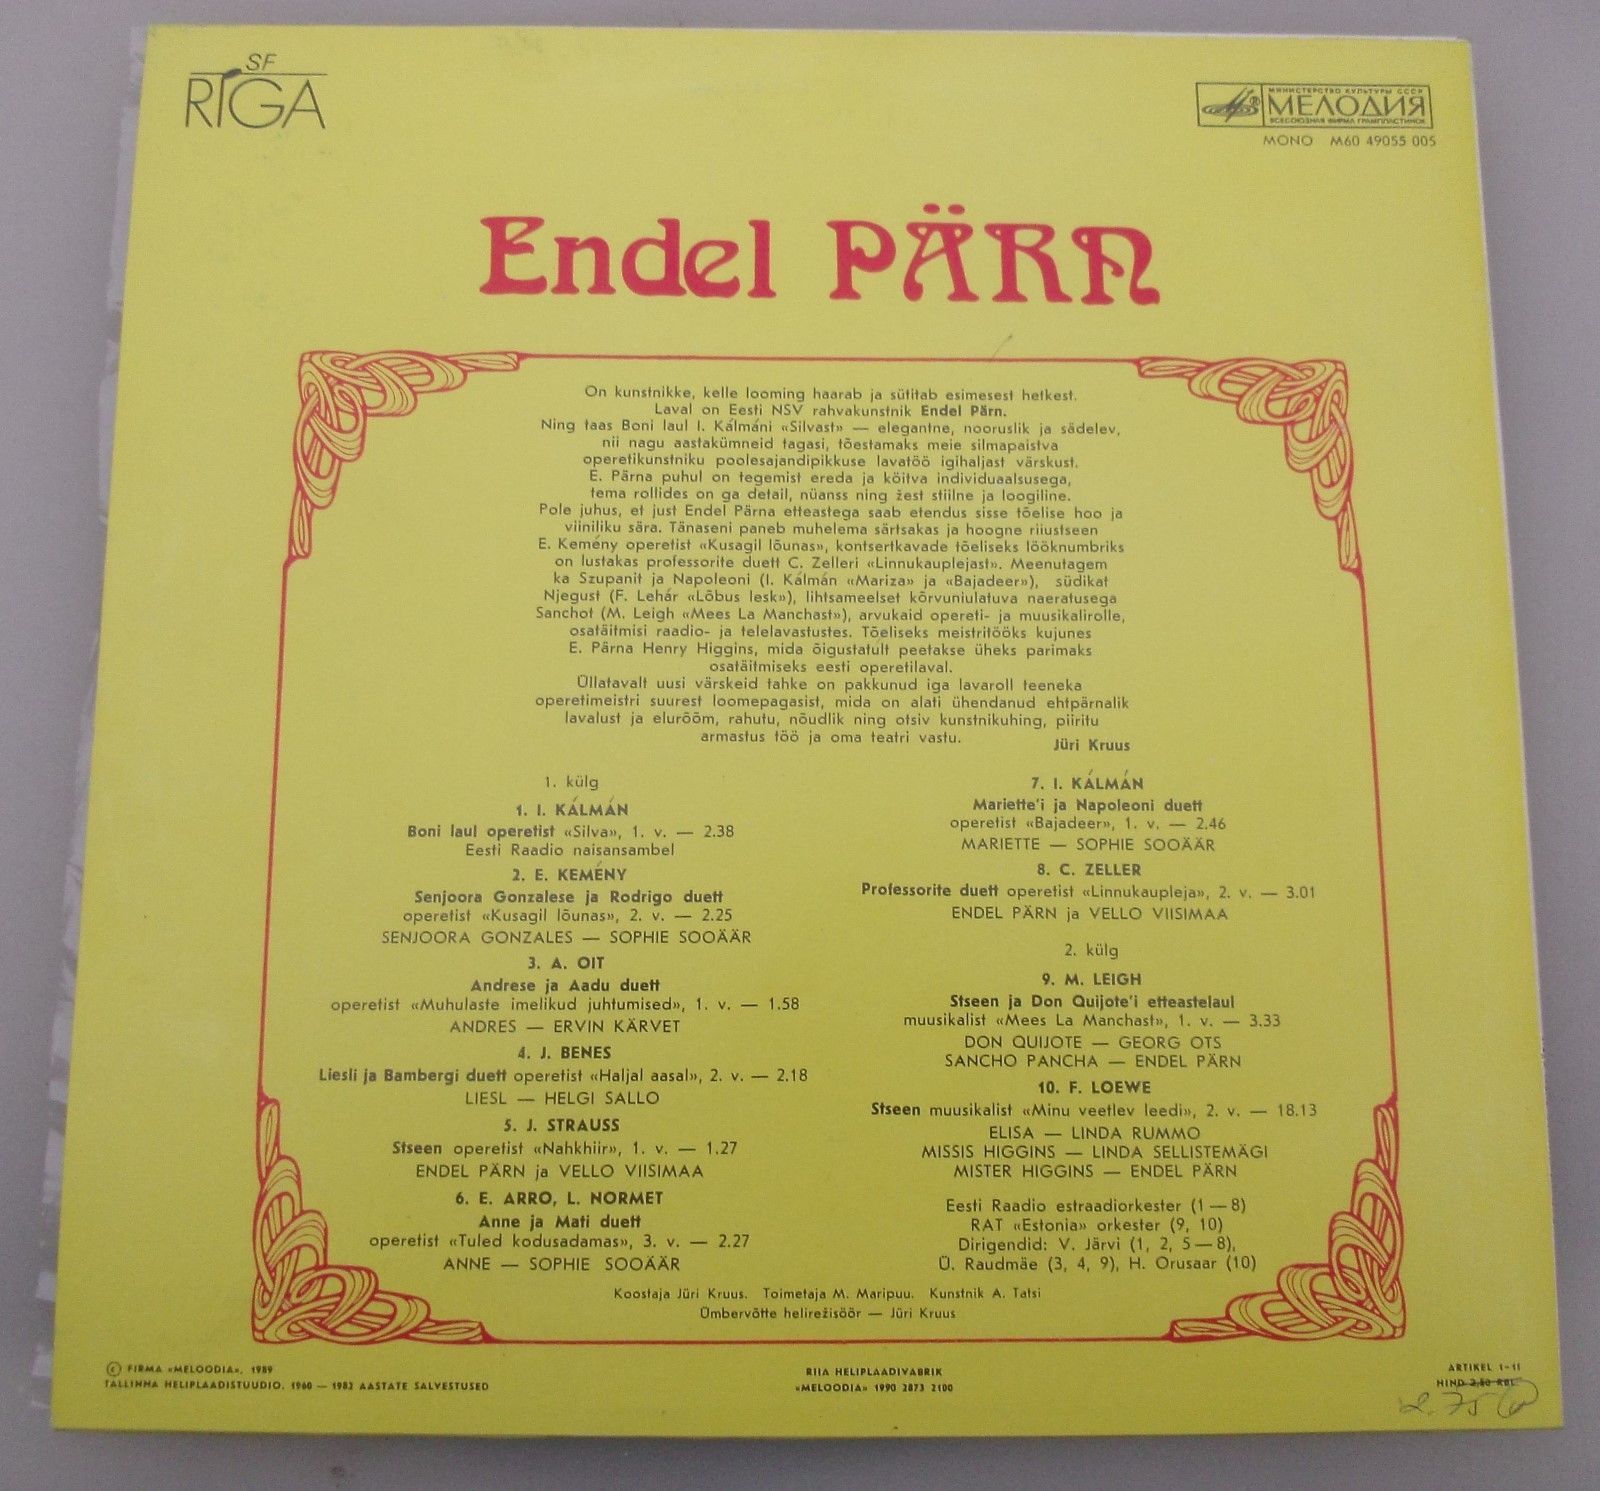 SF
RIGA
МИНИСТЕРСТВО КУЛЬТУРЫ СССР
МЕЛОДИЯ
ВСЕСОЮЗНАЯ ФИРМА ГРАМПЛАСТИНОК
MONO M60 49055 005
Endel PÄRN
On kunstnikke, kelle looming haarab ja sütitab esimesest hetkest.
Laval on Eesti NSV rahvakunstnik Endel Pärn.
Ning taas Boni laul I. Kálmáni «Silvast» — elegantne, nooruslik ja sädelev,
nii nagu aastakümneid tagasi, tõestamaks meie silmapaistva
operetikunstniku poolesajandipikkuse lavatöö igihaljast värskust.
E. Pärna puhul on tegemist ereda ja köitva individuaalsusega,
tema rollides on ga detail, nüanss ning žest stiilne ja loogiline.
Pole juhus, et just Endel Pärna etteastega saab etendus sisse tõelise hoo ja
viiniliku sära. Tänaseni paneb muhelema särtsakas ja hoogne riiustseen
E. Kemény operetist «Kusagil lõunas», kontsertkavade tõeliseks lööknumbriks
on lustakas professorite duett C. Zelleri «Linnukauplejast». Meenutagem
ka Szupanit ja Napoleoni (I. Kálmán «Mariza» ja «Bajadeer»), südikat
Njegust (F. Lehár «Lõbus lesk»), lihtsameelset kõrvuniulatuva naeratusega
Sanchot (M. Leigh «Mees La Manchast»), arvukaid opereti- ja muusikalirolle,
osatäitmisi raadio- ja telelavastustes. Tõeliseks meistritööks kujunes
E. Pärna Henry Higgins, mida õigustatult peetakse üheks parimaks
osatäitmiseks eesti operetilaval.
Üllatavalt uusi värskeid tahke on pakkunud iga lavaroll teeneka
operetimeistri suurest loomepagasist, mida on alati ühendanud ehtpärnalik
lavalust ja elurõõm, rahutu, nõudlik ning otsiv kunstnikuhing, piiritu
armastus töö ja oma teatri vastu.
Jüri Kruus
1. külg
1. I. KÁLMÁN
Boni laul operetist «Silva», 1. v. — 2.38
Eesti Raadio naisansambel
2. E. KEMÉNY
Senjoora Gonzalese ja Rodrigo duett
operetist «Kusagil lõunas», 2. v. — 2.25
SENJOORA GONZALES — SOPHIE SOOÄÄR
3. A. OIT
Andrese ja Aadu duett
operetist «Muhulaste imelikud juhtumised», 1. v. — 1.58
ANDRES — ERVIN KÄRVET
4. J. BENES
Liesli ja Bambergi duett operetist «Haljal aasal», 2. v. — 2.18
LIESL — HELGI SALLO
5. J. STRAUSS
Stseen operetist «Nahkhiir», 1. v. — 1.27
ENDEL PÄRN ja VELLO VIISIMAA
6. E. ARRO, L. NORMET
Anne ja Mati duett
operetist «Tuled kodusadamas», 3. v. — 2.27
ANNE — SOPHIE SOOÄÄR
7. I. KÁLMÁN
Mariette'i ja Napoleoni duett
operetist «Bajadeer», 1. v. — 2.46
MARIETTE — SOPHIE SOOÄÄR
8. C. ZELLER
Professorite duett operetist «Linnukaupleja», 2. v. — 3.01
ENDEL PÄRN ja VELLO VIISIMAA
2. külg
9. M. LEIGH
Stseen ja Don Quijote'i etteastelaul
muusikalist «Mees La Manchast», 1. v. — 3.33
DON QUIJOTE — GEORG OTS
SANCHO PANCHA — ENDEL PÄRN
10. F. LOEWE
Stseen muusikalist «Minu veetlev leedi», 2. v. — 18.13
ELISA — LINDA RUMMO
MISSIS HIGGINS — LINDA SELLISTEMÄGI
MISTER HIGGINS — ENDEL PÄRN
Eesti Raadio estraadiorkester (1 — 8)
RAT «Estonia» orkester (9, 10)
Dirigendid: V. Järvi (1, 2, 5 — 8),
Ü. Raudmäe (3, 4, 9), H. Orusaar (10)
Koostaja Jüri Kruus. Toimetaja M. Maripuu. Kunstnik A. Tatsi
Ümbervõtte helirežisöör — Jüri Kruus
© FIRMA «MELOODIA», 1989
TALLINNA HELIPLAADISTUUDIO. 1960 — 1982 AASTATE SALVESTUSED
RIIA HELIPLAADIVABRIK
«MELOODIA» 1990 2873 2100
ARTIKEL 1-11
HIND 2,50 RBL
2.75